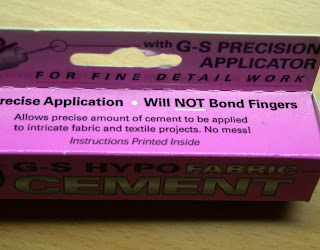 with G-S PRECISION
APPLICATOR
FOR FINE DETAIL WORK
Precise Application • Will NOT Bond Fingers
Allows precise amount of cement to be applied
to intricate fabric and textile projects. No mess!
Instructions Printed Inside
G-S HYPO FABRIC
CEMENT